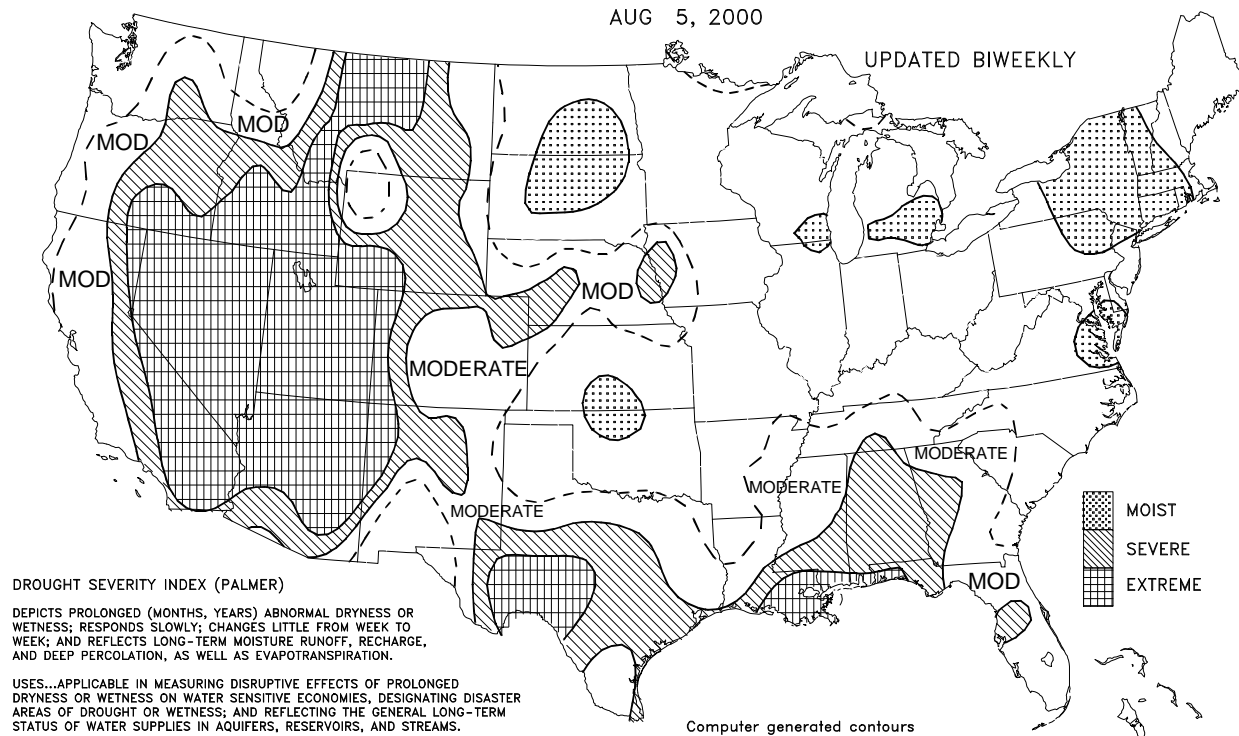 AUG 5, 2000
UPDATED BIWEEKLY
MOD
MOD
MOD
MOD
MODERATE
MODERATE
MODERATE
MODERATE
MOD
MOIST
SEVERE
EXTREME
DROUGHT SEVERITY INDEX (PALMER)
DEPICTS PROLONGED (MONTHS, YEARS) ABNORMAL DRYNESS OR
WETNESS; RESPONDS SLOWLY; CHANGES LITTLE FROM WEEK TO
WEEK; AND REFLECTS LONG-TERM MOISTURE RUNOFF, RECHARGE,
AND DEEP PERCOLATION, AS WELL AS EVAPOTRANSPIRATION.
USES...APPLICABLE IN MEASURING DISRUPTIVE EFFECTS OF PROLONGED
DRYNESS OR WETNESS ON WATER SENSITIVE ECONOMIES, DESIGNATING DISASTER
AREAS OF DROUGHT OR WETNESS; AND REFLECTING THE GENERAL LONG-TERM
STATUS OF WATER SUPPLIES IN AQUIFERS, RESERVOIRS, AND STREAMS.
Computer generated contours